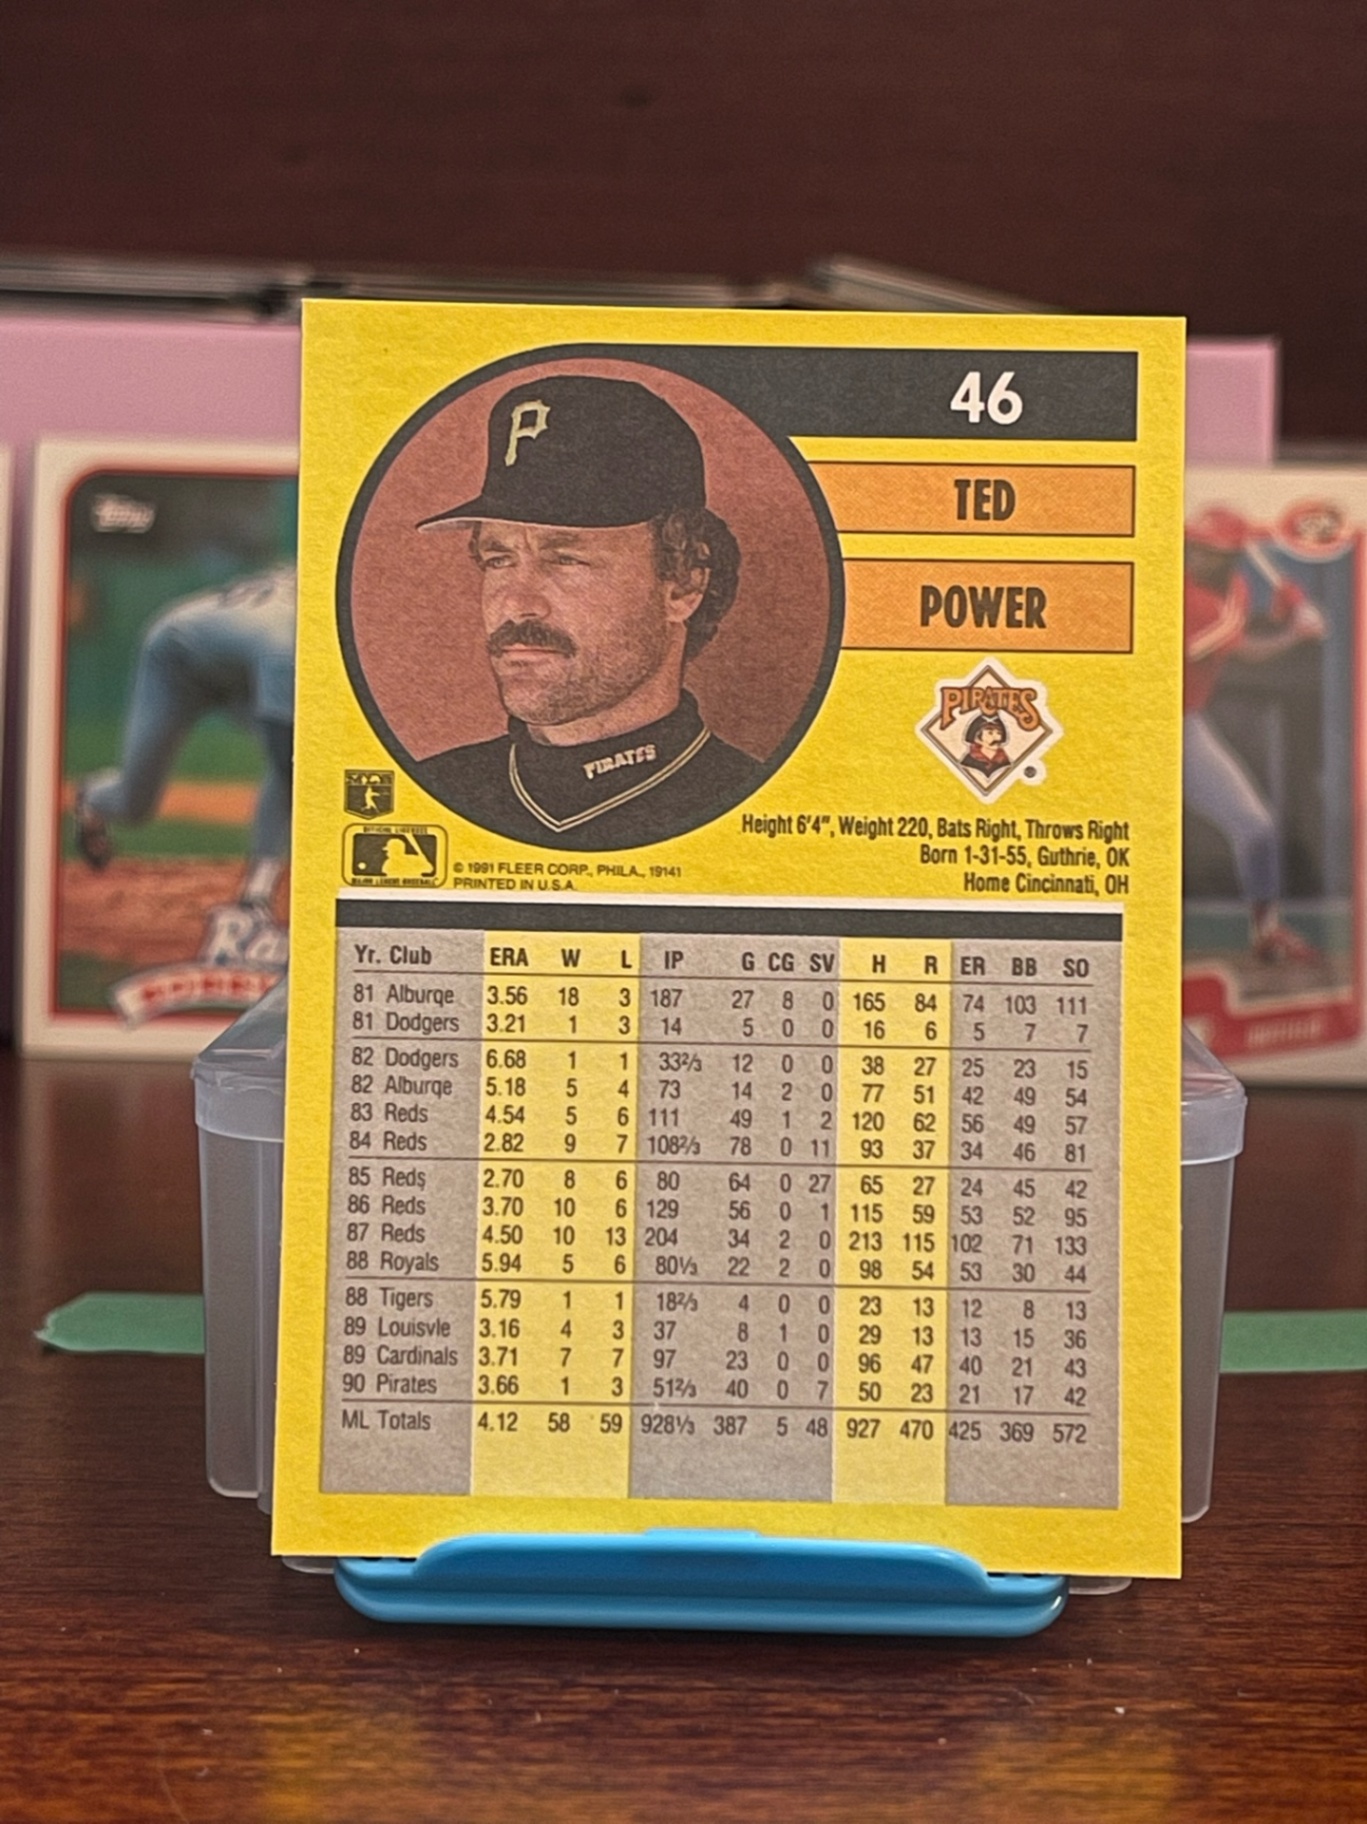 46
TED
POWER
P
PIRATES
PIRATES
Height 6'4", Weight 220, Bats Right, Throws Right
Born 1-31-55, Guthrie, OK
Home Cincinnati, OH
© 1991 FLEER CORP., PHILA., 19141
PRINTED IN U.S.A.
Yr. Club ERA W L IP G CG SV H R ER BB SO
81 Alburqe 3.56 18 3 187 27 8 0 165 84 74 103 111
81 Dodgers 3.21 1 3 14 5 0 0 16 6 5 7 7
82 Dodgers 6.68 1 1 33⅔ 12 0 0 38 27 25 23 15
82 Alburqe 5.18 5 4 73 14 2 0 77 51 42 49 54
83 Reds 4.54 5 6 111 49 1 2 120 62 56 49 57
84 Reds 2.82 9 7 108⅔ 78 0 11 93 37 34 46 81
85 Reds 2.70 8 6 80 64 0 27 65 27 24 45 42
86 Reds 3.70 10 6 129 56 0 1 115 59 53 52 95
87 Reds 4.50 10 13 204 34 2 0 213 115 102 71 133
88 Royals 5.94 5 6 80⅓ 22 2 0 98 54 53 30 44
88 Tigers 5.79 1 1 18⅔ 4 0 0 23 13 12 8 13
89 Louisvle 3.16 4 3 37 8 1 0 29 13 13 15 36
89 Cardinals 3.71 7 7 97 23 0 0 96 47 40 21 43
90 Pirates 3.66 1 3 51⅔ 40 0 7 50 23 21 17 42
ML Totals 4.12 58 59 928⅓ 387 5 48 927 470 425 369 572
Topps